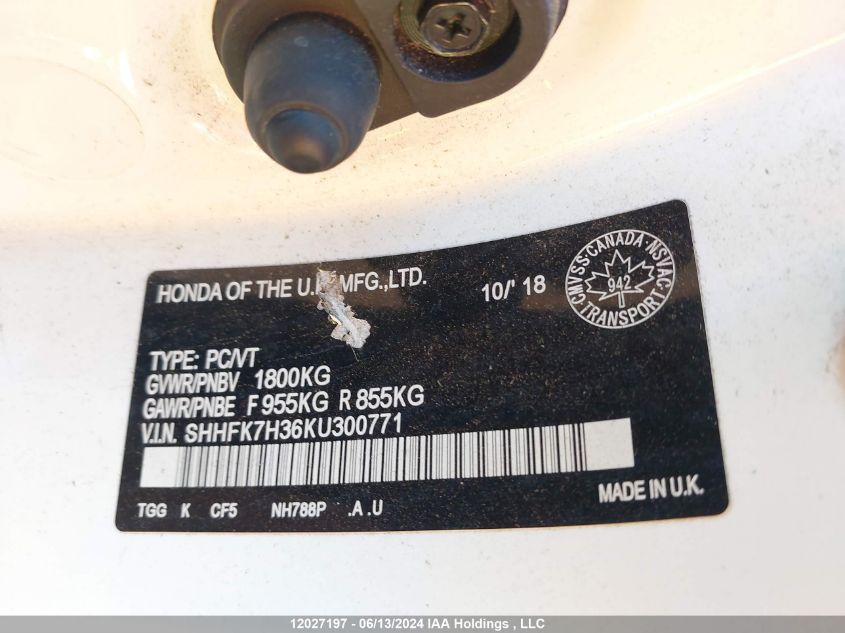 HONDA OF THE U.K. MFG.,LTD.
10/' 18
CMVSS·CANADA·NSVAC
942
TRANSPORT
TYPE: PC/VT
GVWR/PNBV 1800KG
GAWR/PNBE F 955KG R 855KG
V.I.N. SHHFK7H36KU300771
MADE IN U.K.
TGG K CF5 NH788P .A .U
12027197 - 06/13/2024 IAA Holdings , LLC